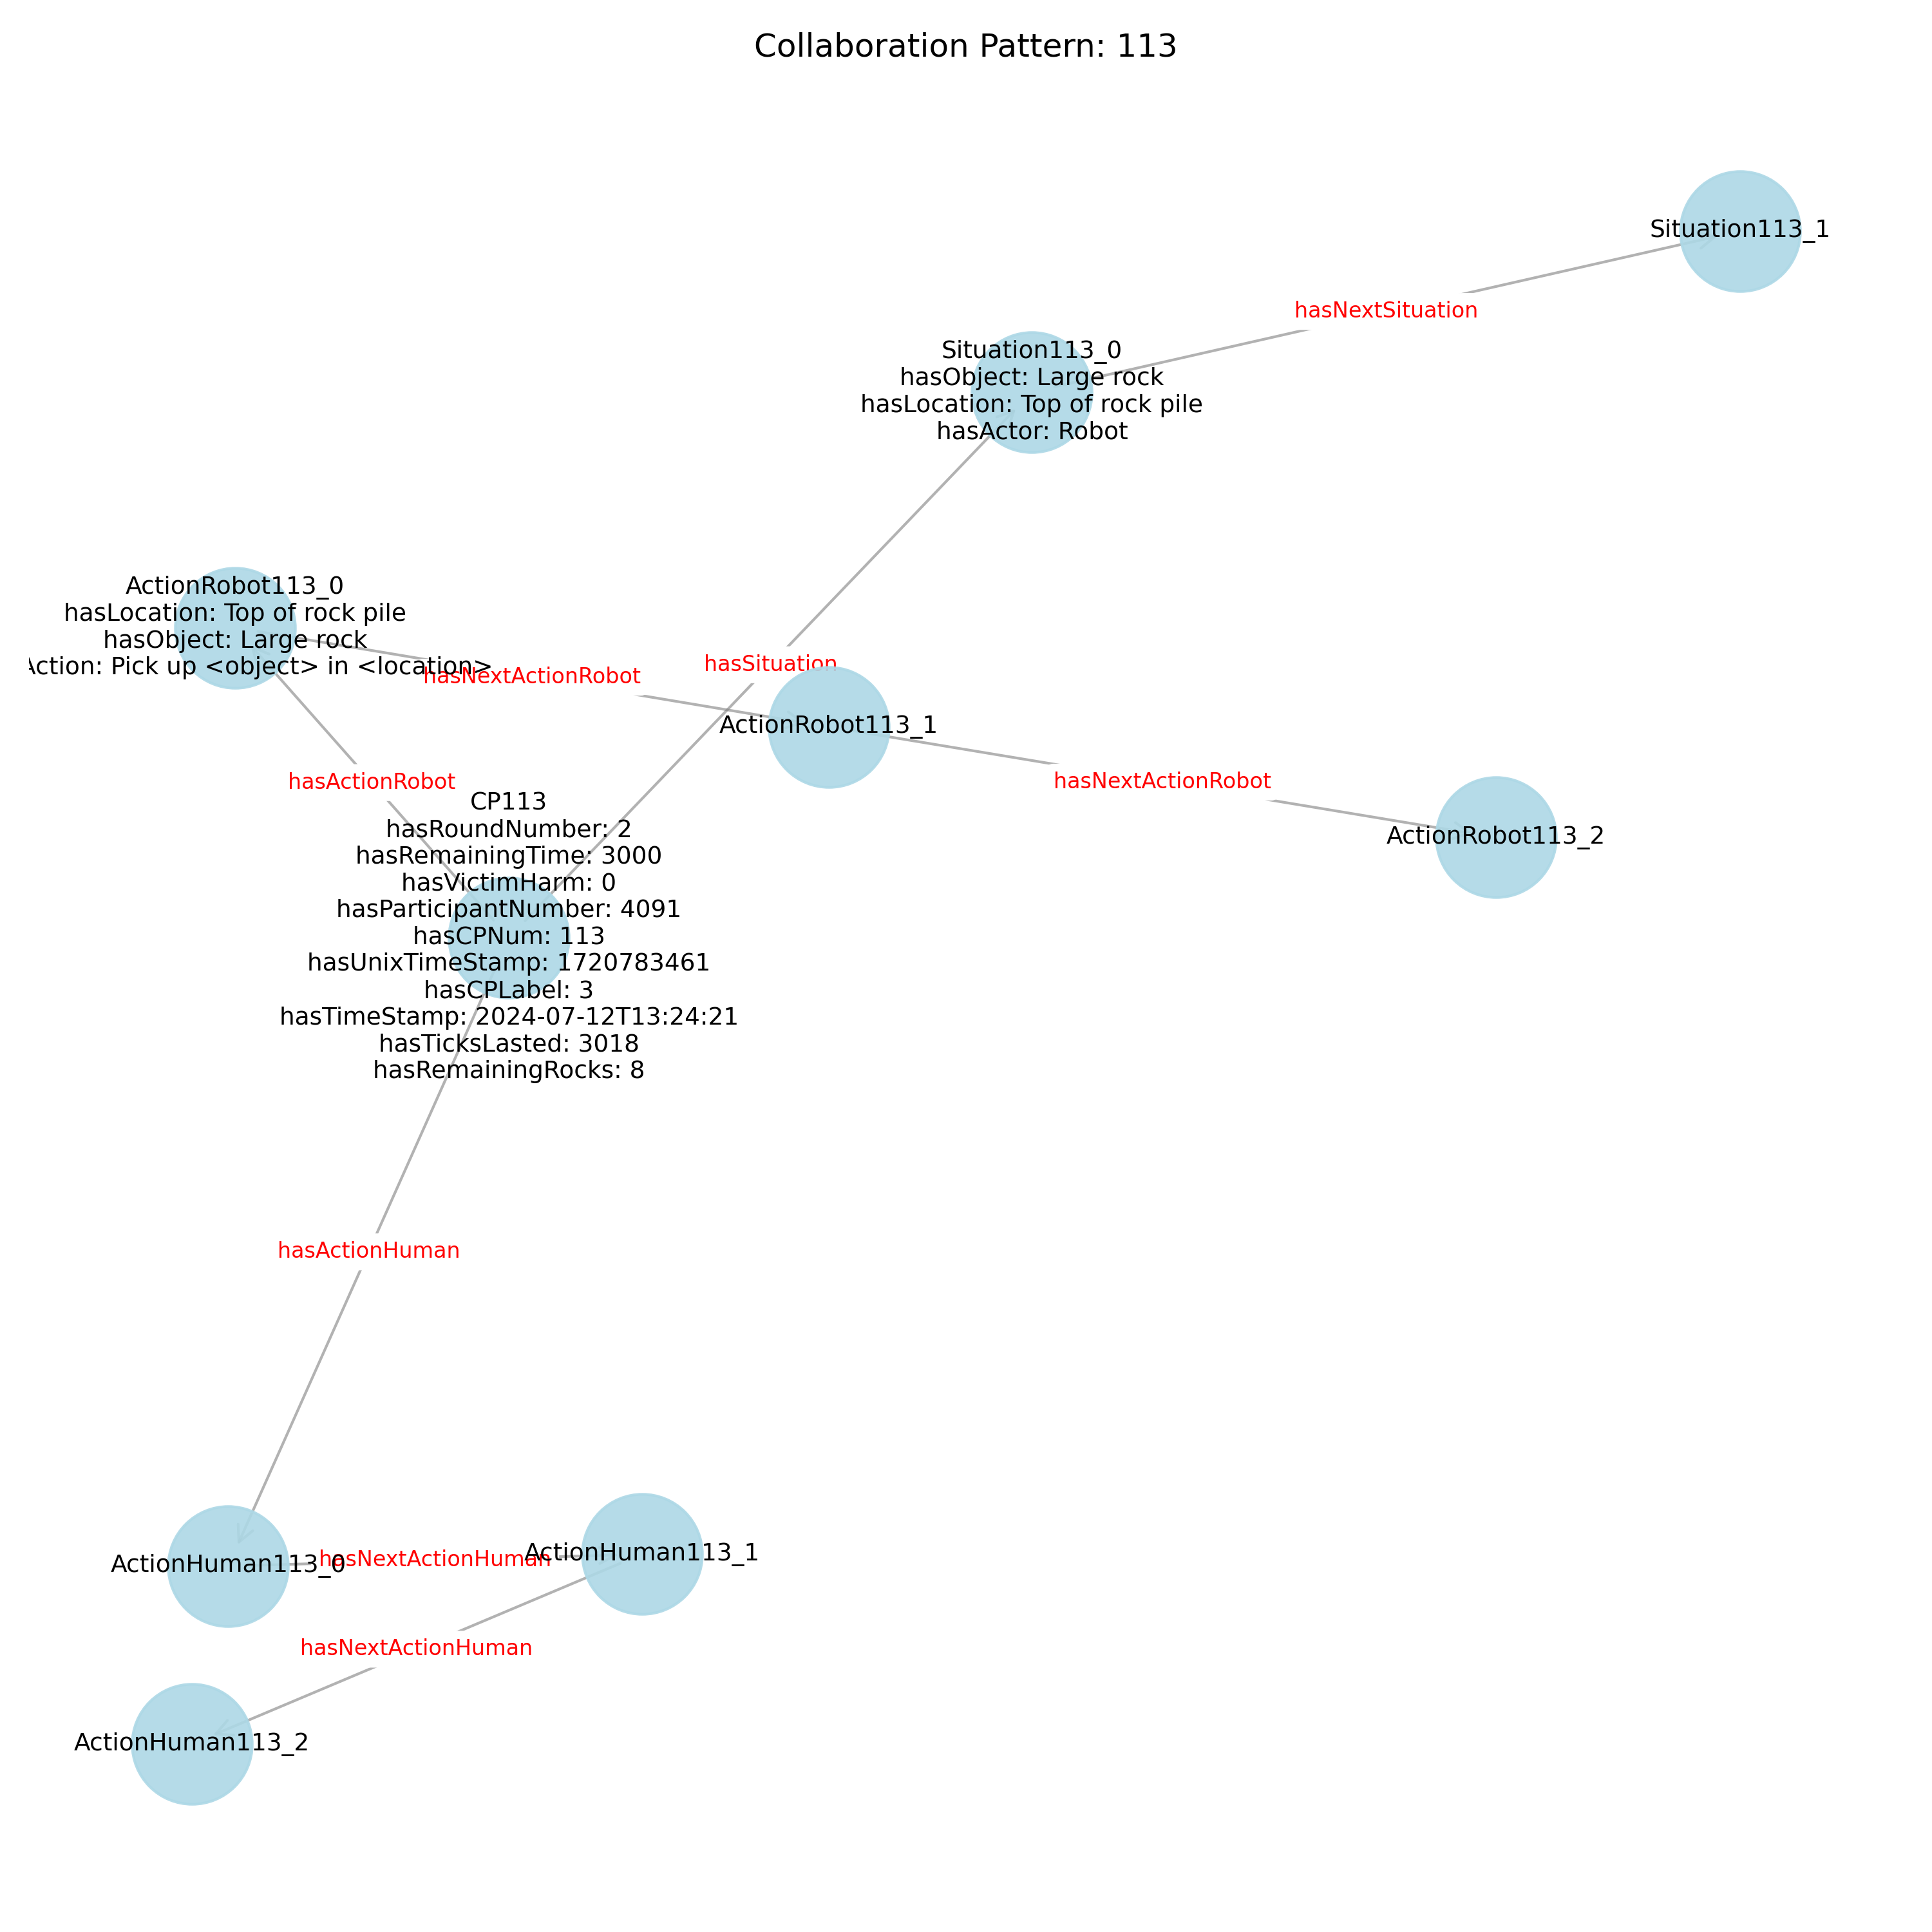 Collaboration Pattern: 113
Situation113_1
hasNextSituation
Situation113_0
hasObject: Large rock
hasLocation: Top of rock pile
hasActor: Robot
ActionRobot113_0
hasLocation: Top of rock pile
hasObject: Large rock
Action: Pick up <object> in <location>
hasNextActionRobot
hasSituation
ActionRobot113_1
hasNextActionRobot
ActionRobot113_2
hasActionRobot
CP113
hasRoundNumber: 2
hasRemainingTime: 3000
hasVictimHarm: 0
hasParticipantNumber: 4091
hasCPNum: 113
hasUnixTimeStamp: 1720783461
hasCPLabel: 3
hasTimeStamp: 2024-07-12T13:24:21
hasTicksLasted: 3018
hasRemainingRocks: 8
hasActionHuman
ActionHuman113_0
hasNextActionHuman
ActionHuman113_1
hasNextActionHuman
ActionHuman113_2